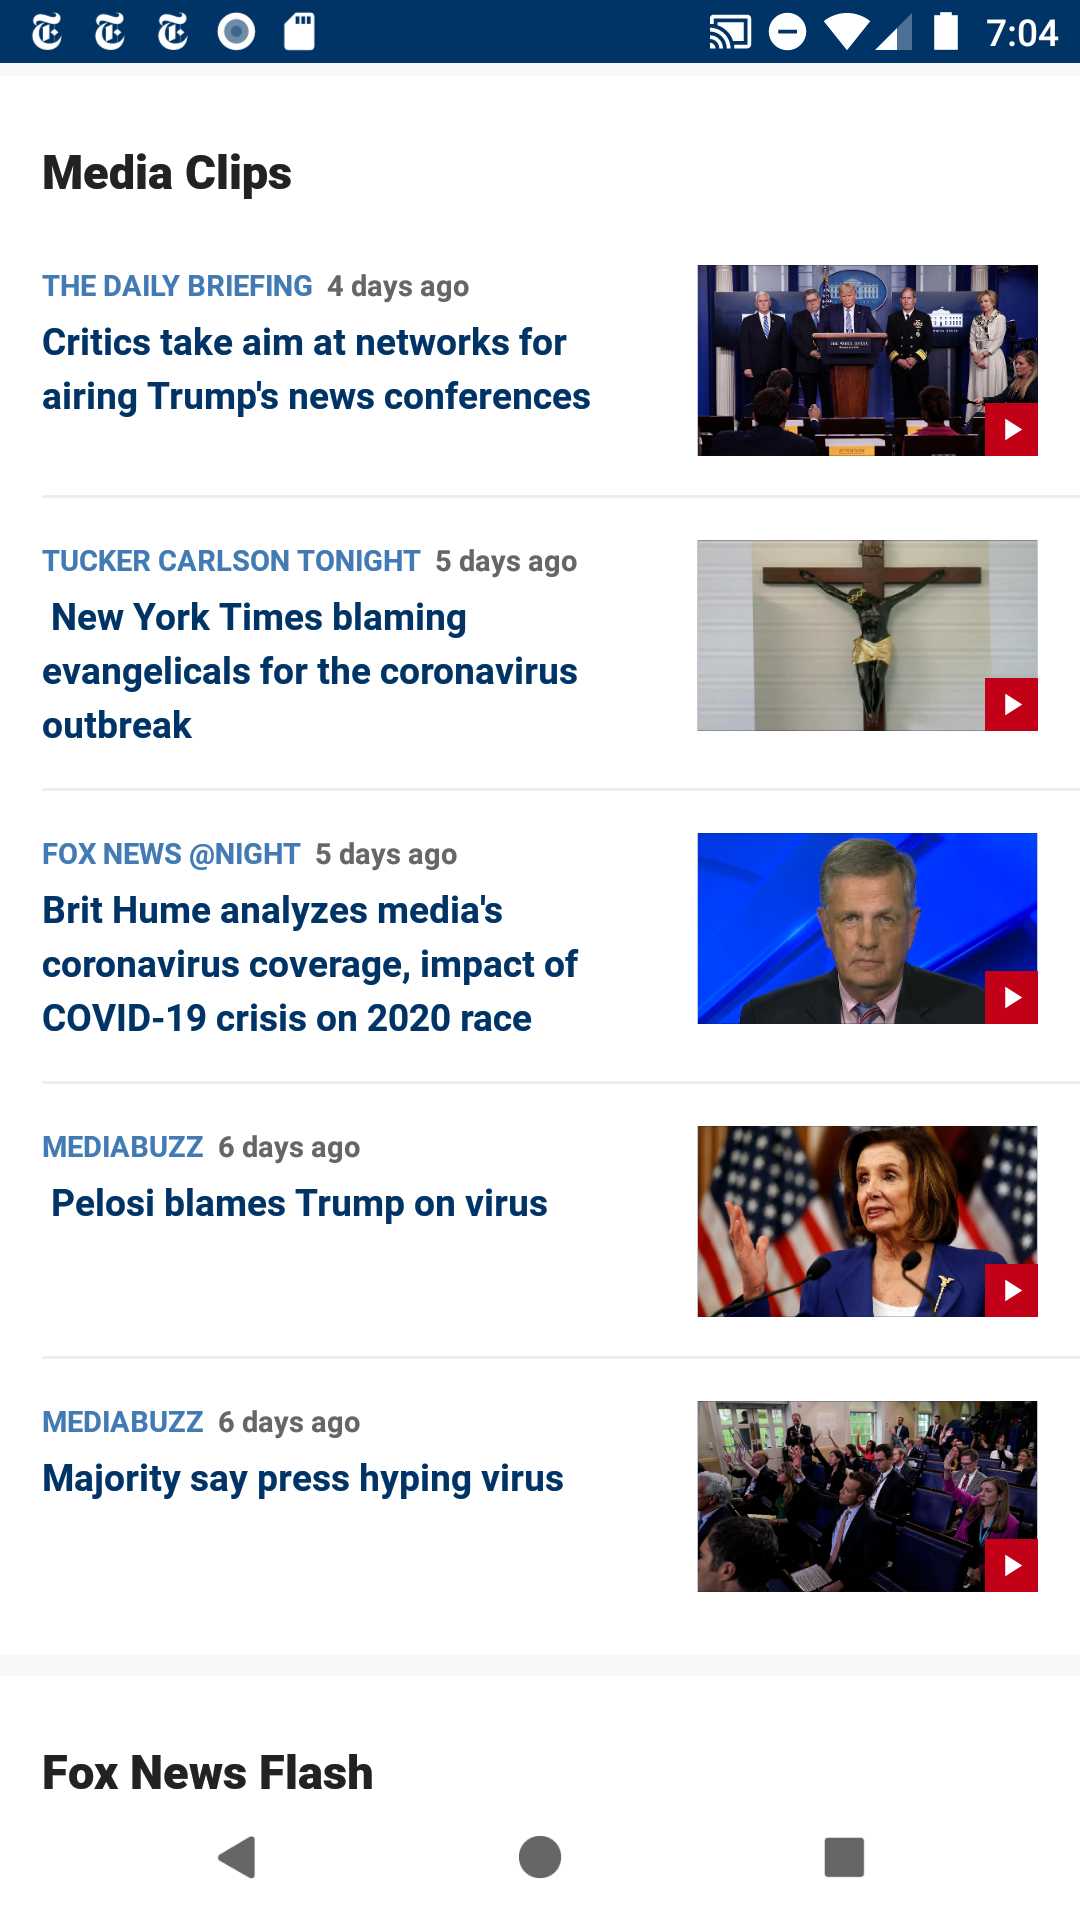 7:04
Media Clips
THE DAILY BRIEFING 4 days ago
Critics take aim at networks for
airing Trump's news conferences
TUCKER CARLSON TONIGHT 5 days ago
New York Times blaming
evangelicals for the coronavirus
outbreak
FOX NEWS @NIGHT 5 days ago
Brit Hume analyzes media's
coronavirus coverage, impact of
COVID-19 crisis on 2020 race
MEDIABUZZ 6 days ago
Pelosi blames Trump on virus
MEDIABUZZ 6 days ago
Majority say press hyping virus
Fox News Flash